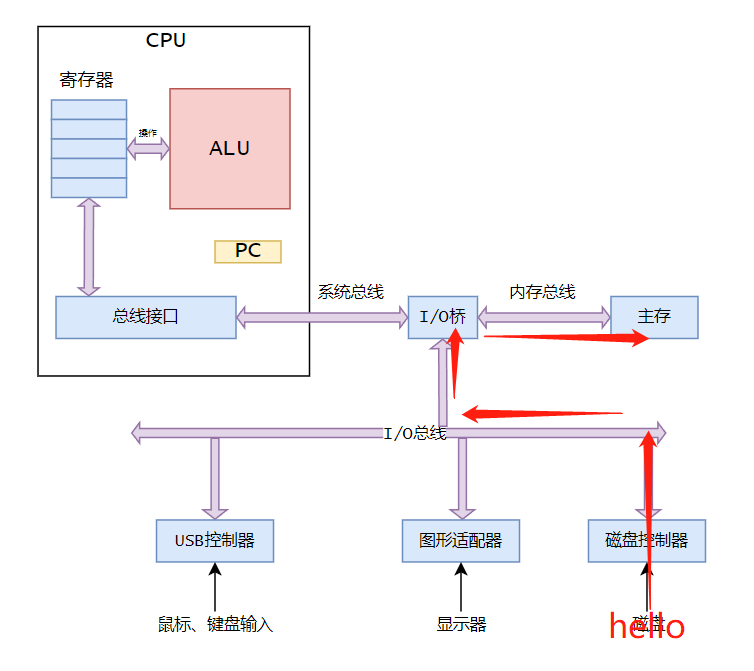 CPU
寄存器
操作
ALU
PC
总线接口
系统总线
I/O桥
内存总线
主存
I/O总线
USB控制器
图形适配器
磁盘控制器
鼠标、键盘输入
显示器
磁盘
hello